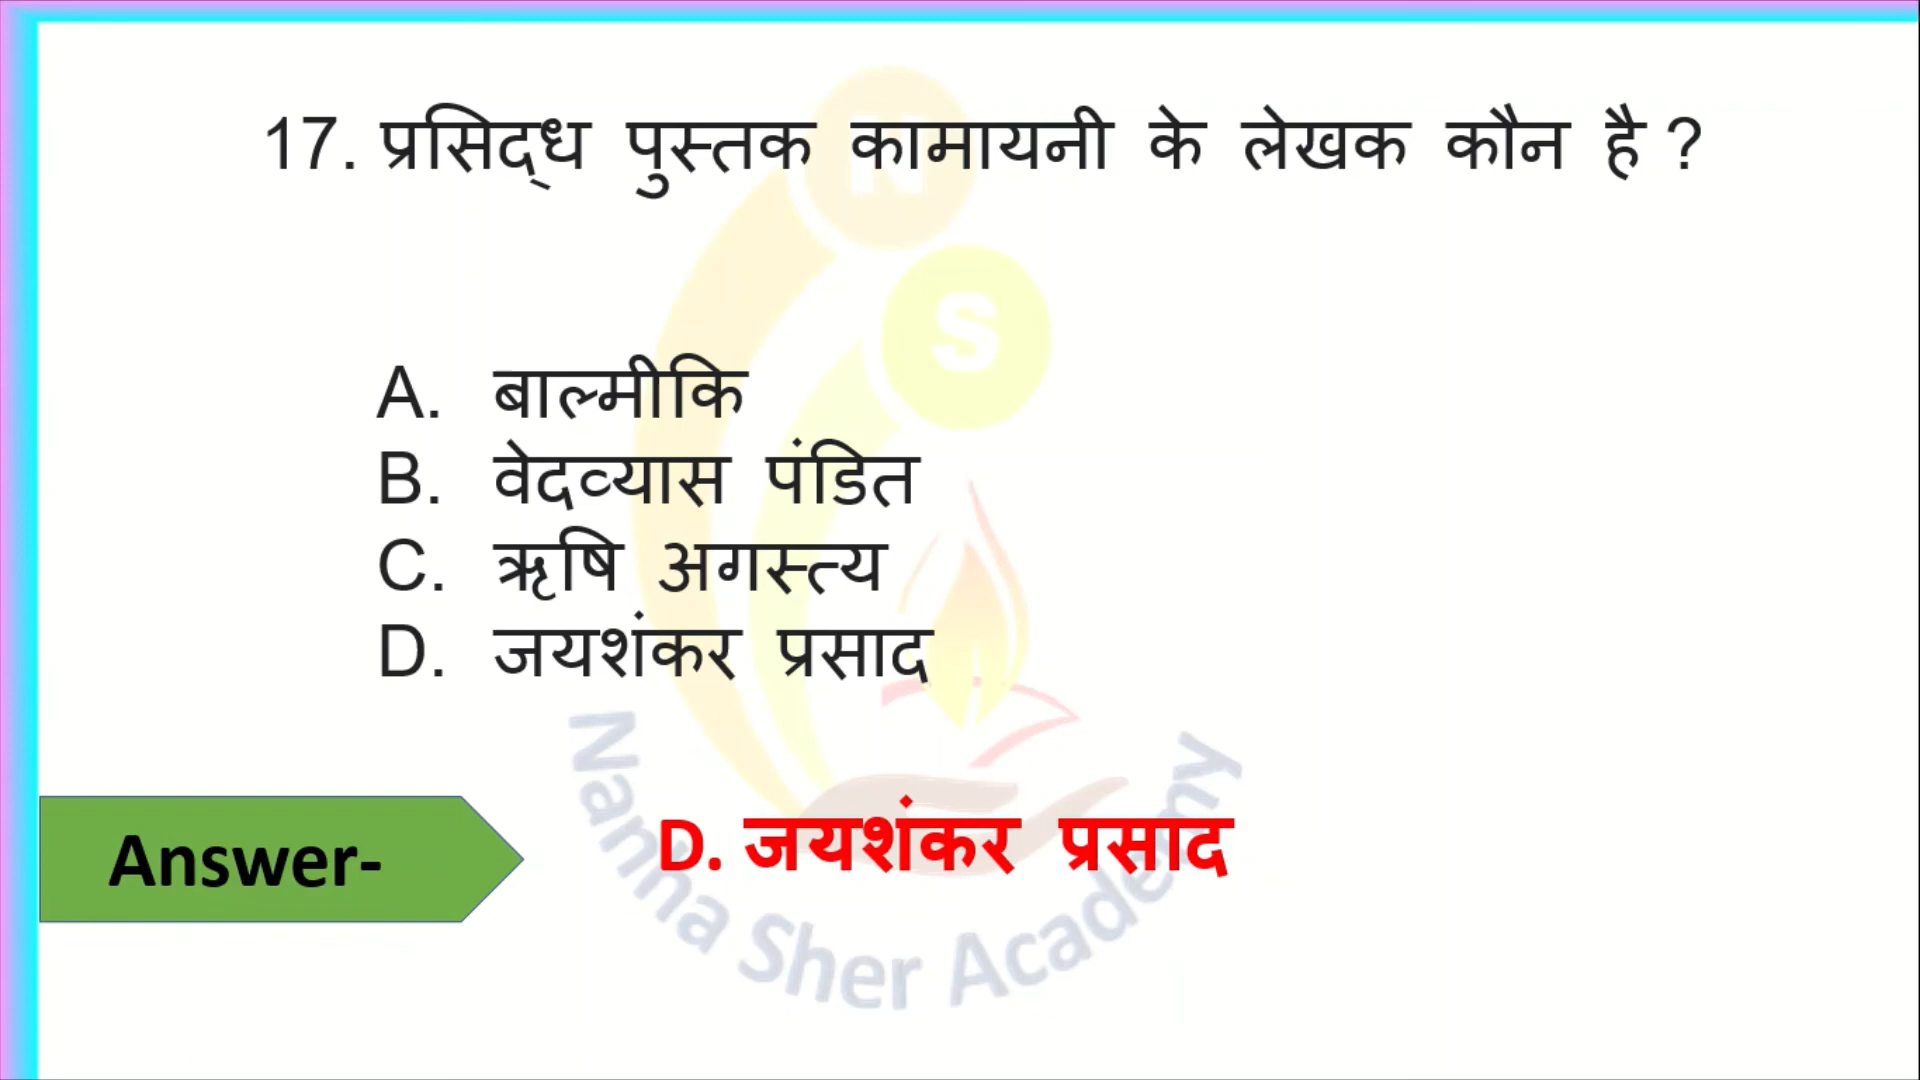 17. प्रसिद्ध पुस्तक कामायनी के लेखक कौन है ?
A. बाल्मीकि
B. वेदव्यास पंडित
C. ऋषि अगस्त्य
D. जयशंकर प्रसाद
Answer-
D. जयशंकर प्रसाद
N
S
Nanha Sher Academy